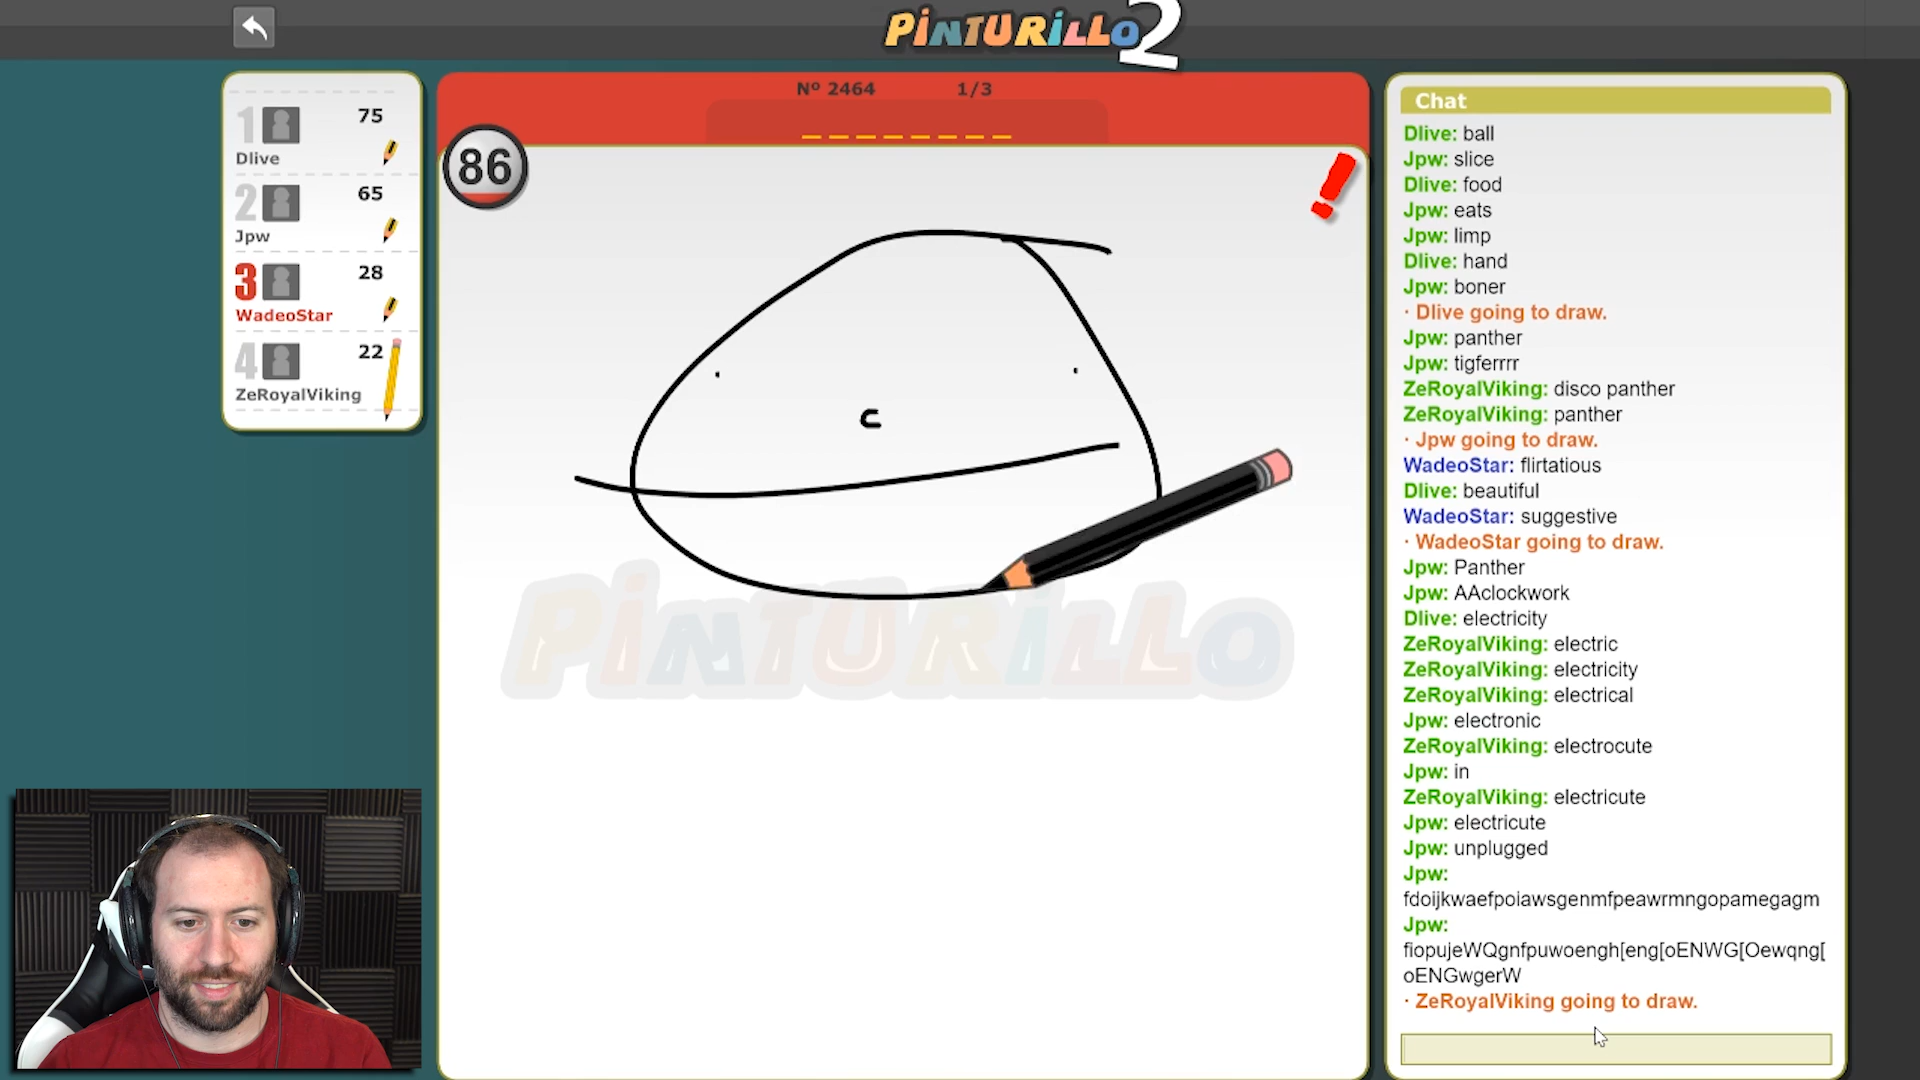 PiNTURiLLO2
1 75
Dlive
2 65
Jpw
3 28
WadeoStar
4 22
ZeRoyalViking
Nº 2464 1/3
86
!
c
PiNTURiLLO
Chat
Dlive: ball
Jpw: slice
Dlive: food
Jpw: eats
Jpw: limp
Dlive: hand
Jpw: boner
· Dlive going to draw.
Jpw: panther
Jpw: tigferrrr
ZeRoyalViking: disco panther
ZeRoyalViking: panther
· Jpw going to draw.
WadeoStar: flirtatious
Dlive: beautiful
WadeoStar: suggestive
· WadeoStar going to draw.
Jpw: Panther
Jpw: AAclockwork
Dlive: electricity
ZeRoyalViking: electric
ZeRoyalViking: electricity
ZeRoyalViking: electrical
Jpw: electronic
ZeRoyalViking: electrocute
Jpw: in
ZeRoyalViking: electricute
Jpw: electricute
Jpw: unplugged
Jpw:
fdoijkwaefpoiawsgenmfpeawrmngopamegagm
Jpw:
fiopujeWQgnfpuwoengh[eng[oENWG[Oewqng[
oENGwgerW
· ZeRoyalViking going to draw.